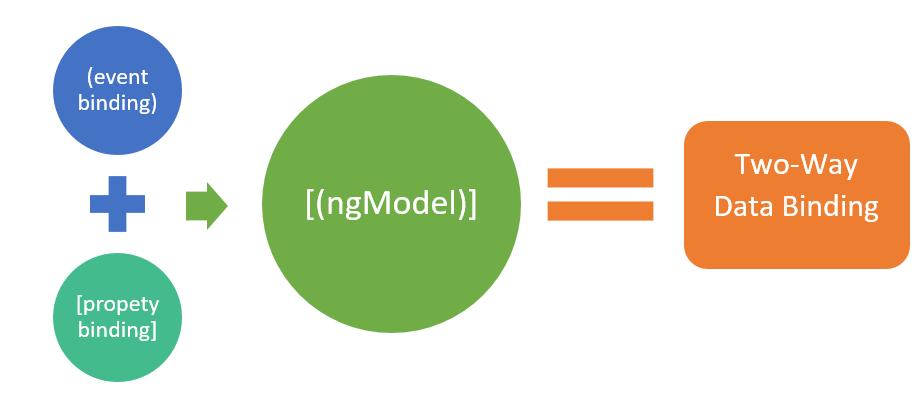 (event
binding)
[propety
binding]
[(ngModel)]
Two-Way
Data Binding